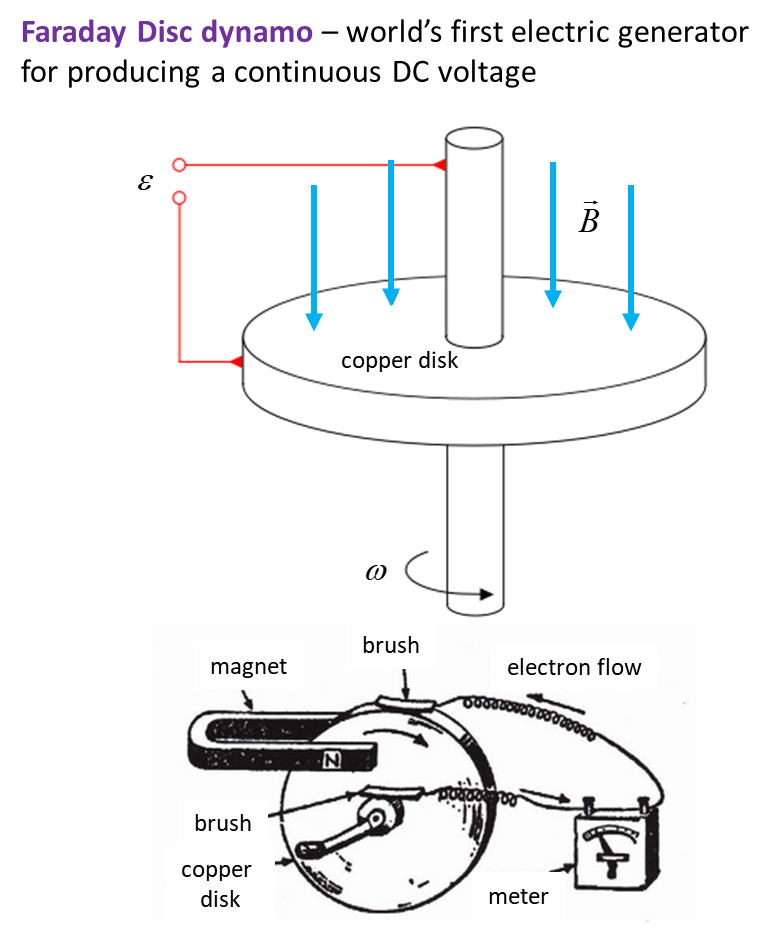 Faraday Disc dynamo – world’s first electric generator
for producing a continuous DC voltage
ε
B⃗
copper disk
ω
brush
magnet
electron flow
N
brush
copper
disk
meter